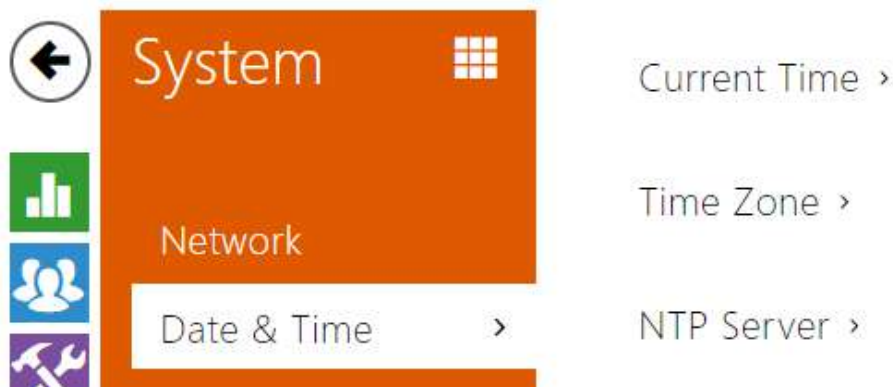 System
Network
Date & Time
Current Time
Time Zone
NTP Server